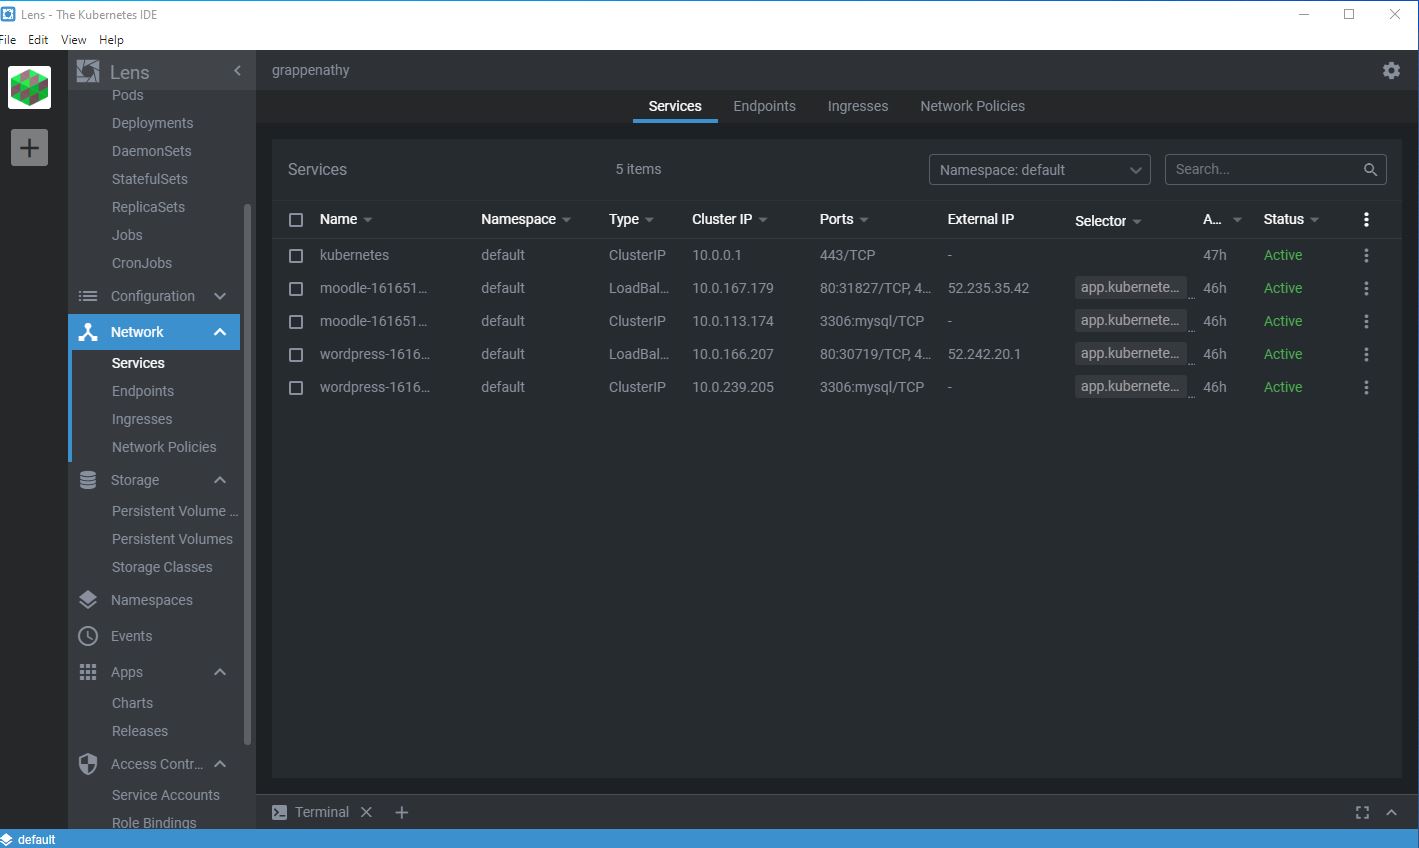 Lens - The Kubernetes IDE
File Edit View Help
Lens
Pods
Deployments
DaemonSets
StatefulSets
ReplicaSets
Jobs
CronJobs
Configuration
Network
Services
Endpoints
Ingresses
Network Policies
Storage
Persistent Volume ...
Persistent Volumes
Storage Classes
Namespaces
Events
Apps
Charts
Releases
Access Contr...
Service Accounts
Role Bindings
grappenathy
Services Endpoints Ingresses Network Policies
Services 5 items Namespace: default Search...
Name Namespace Type Cluster IP Ports External IP Selector A... Status
kubernetes default ClusterIP 10.0.0.1 443/TCP - 47h Active
moodle-161651... default LoadBal... 10.0.167.179 80:31827/TCP, 4... 52.235.35.42 app.kubernete... ... 46h Active
moodle-161651... default ClusterIP 10.0.113.174 3306:mysql/TCP - app.kubernete... ... 46h Active
wordpress-1616... default LoadBal... 10.0.166.207 80:30719/TCP, 4... 52.242.20.1 app.kubernete... ... 46h Active
wordpress-1616... default ClusterIP 10.0.239.205 3306:mysql/TCP - app.kubernete... ... 46h Active
Terminal
default